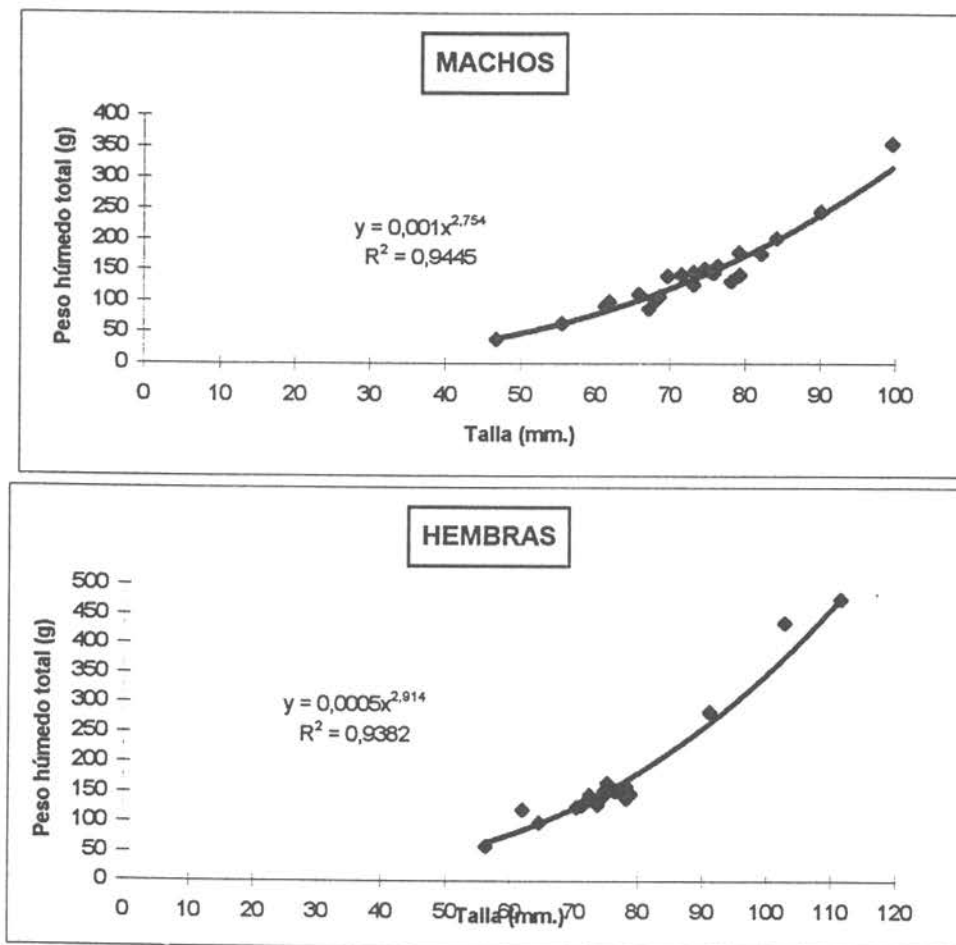 MACHOS
Peso húmedo total (g)
400
350
300
250
200
150
100
50
0
y = 0,001x^2,754
R² = 0,9445
0 10 20 30 40 50 60 70 80 90 100
Talla (mm.)
HEMBRAS
Peso húmedo total (g)
500
450
400
350
300
250
200
150
100
50
0
y = 0,0005x^2,914
R² = 0,9382
0 10 20 30 40 50 60 70 80 90 100 110 120
Talla (mm.)